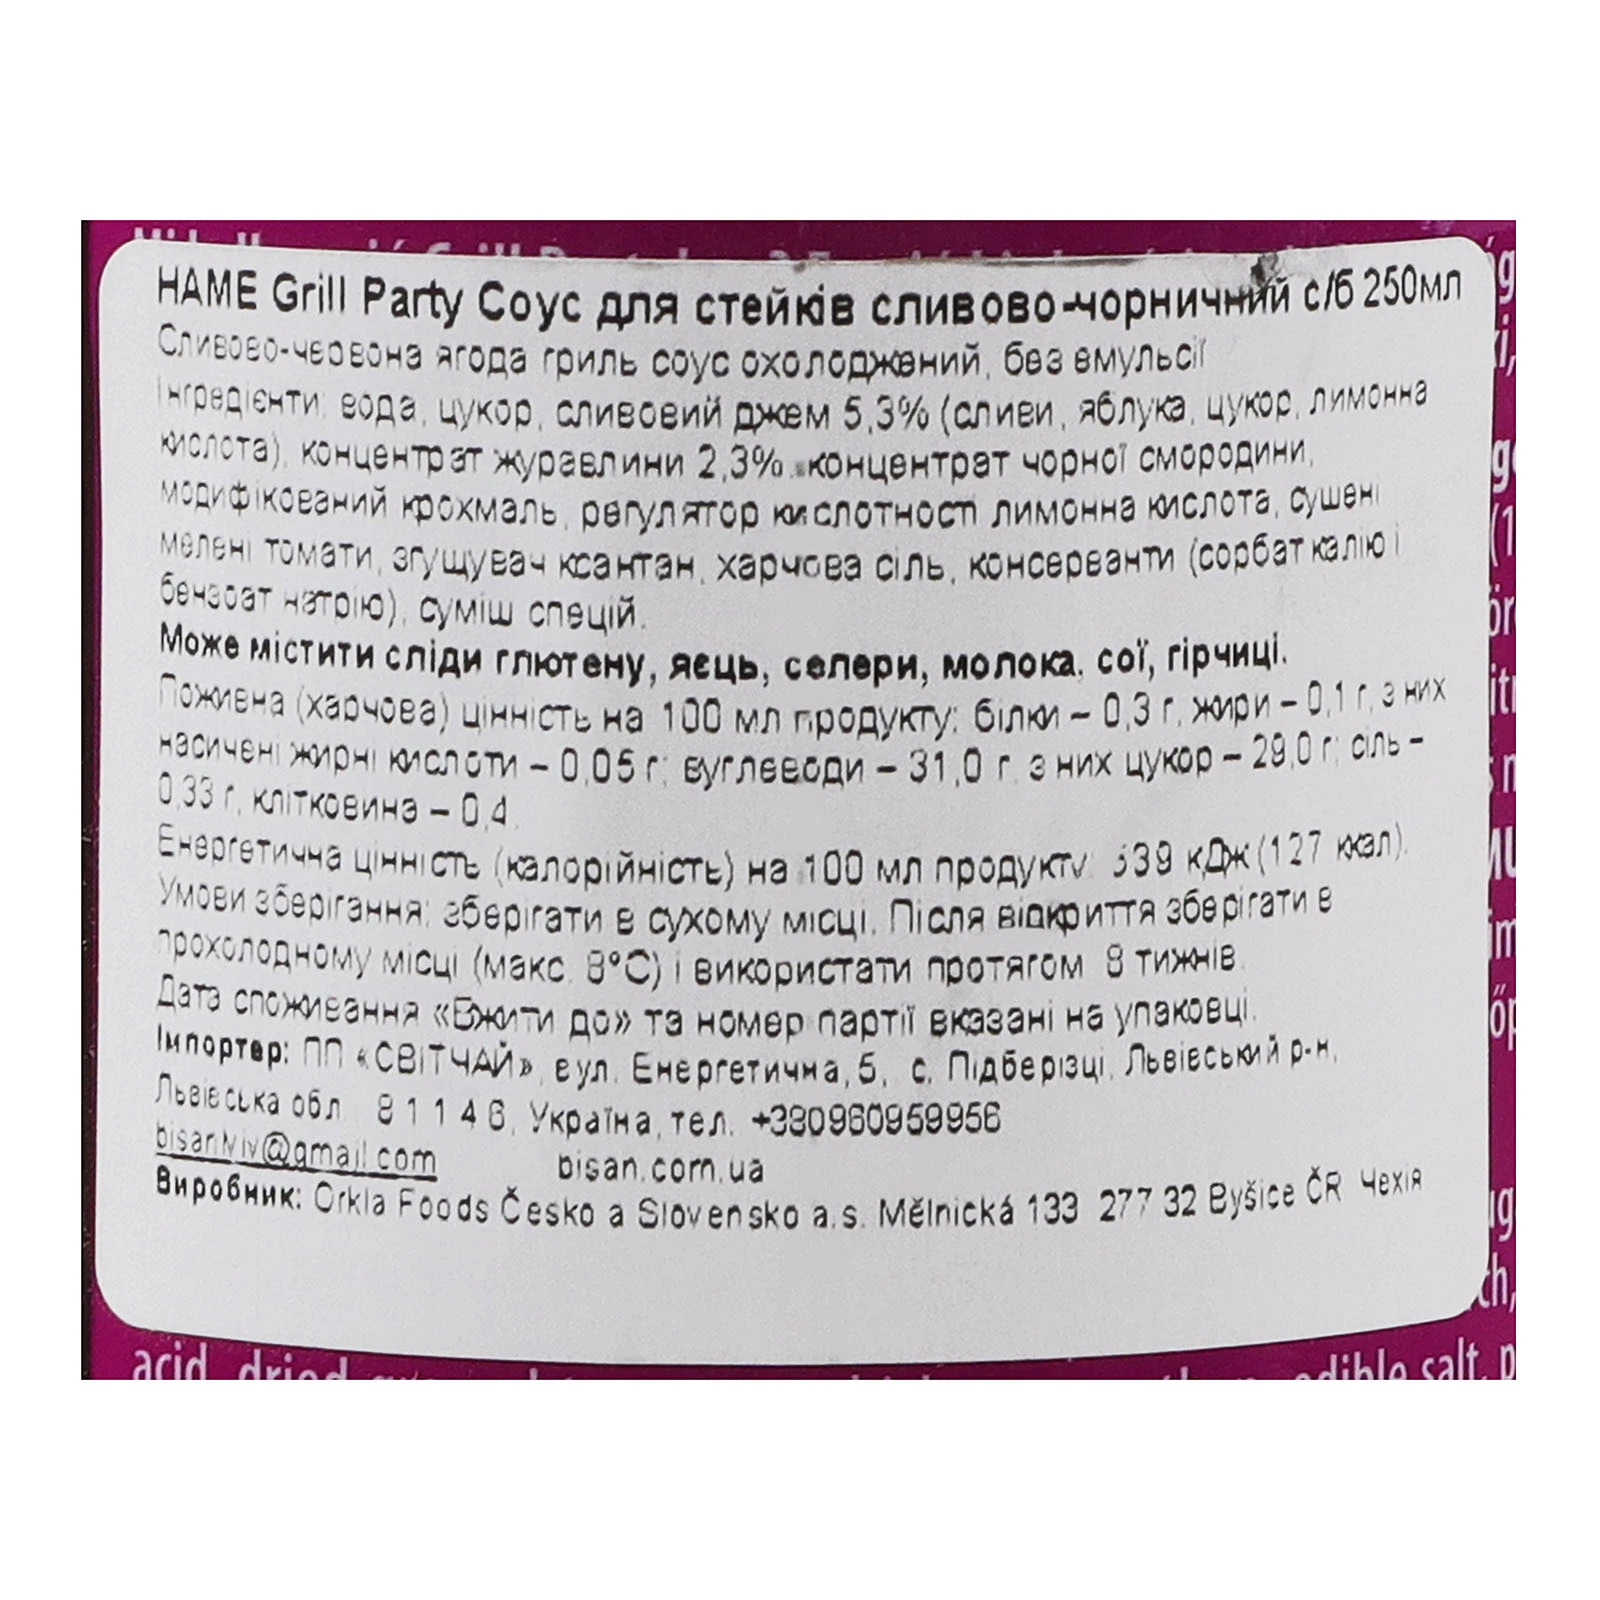 HAME Grill Party Соус для стейків сливово-чорничний с/б 250мл
Сливово-червона ягода гриль соус охолоджений, без емульсії
Інгредієнти: вода, цукор, сливовий джем 5,3% (сливи, яблука, цукор, лимонна
кислота), концентрат журавлини 2,3%, концентрат чорної смородини,
модифікований крохмаль, регулятор кислотності лимонна кислота, сушені
мелені томати, згущувач ксантан, харчова сіль, консерванти (сорбат калію і
бензоат натрію), суміш спецій.
Може містити сліди глютену, яєць, селери, молока, сої, гірчиці.
Поживна (харчова) цінність на 100 мл продукту: білки – 0,3 г, жири – 0,1 г, з них
насичені жирні кислоти – 0,05 г; вуглеводи – 31,0 г, з них цукор – 29,0 г; сіль –
0,33 г, клітковина – 0,4.
Енергетична цінність (калорійність) на 100 мл продукту: 539 кДж (127 ккал).
Умови зберігання: зберігати в сухому місці. Після відкриття зберігати в
прохолодному місці (макс. 8°C) і використати протягом 8 тижнів.
Дата споживання «Вжити до» та номер партії вказані на упаковці.
Імпортер: ПП «СВІТЧАЙ», вул. Енергетична, 5, с. Підберізці, Львівський р-н,
Львівська обл. 81146, Україна, тел. +380960959956
bisanlviv@gmail.com bisan.com.ua
Виробник: Orkla Foods Česko a Slovensko a.s. Mělnická 133 277 32 Byšice ČR Чехія
acid, dried edible salt,